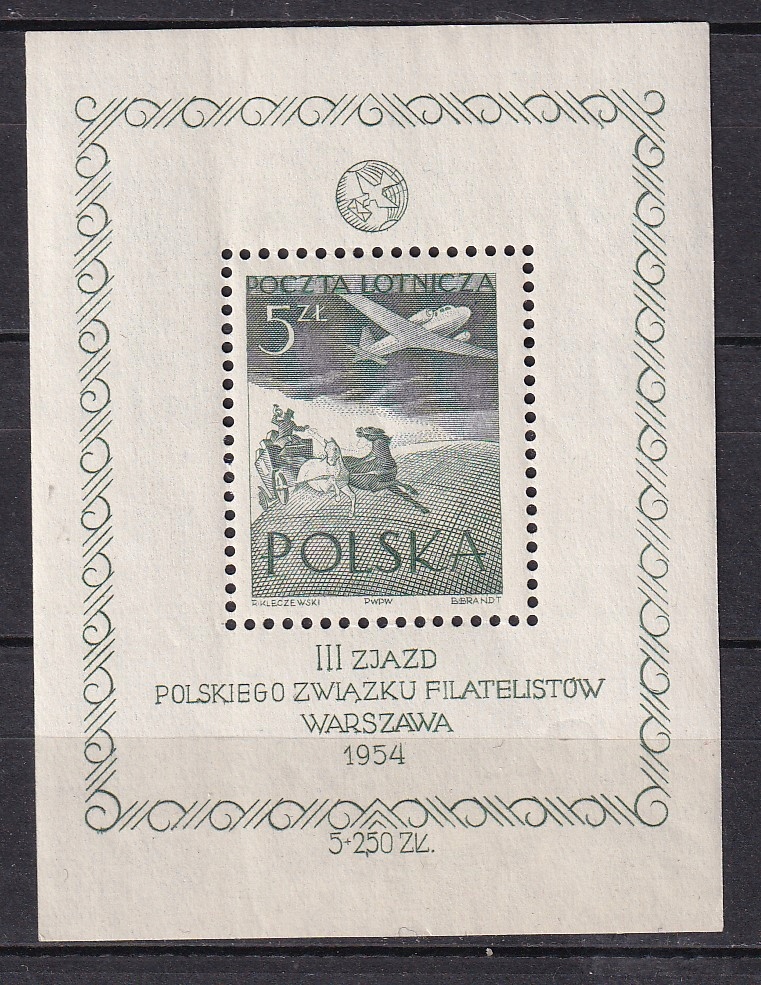 POCZTA LOTNICZA
5 ZŁ
POLSKA
R.KLECZEWSKI PWPW B.BRANDT
III ZJAZD
POLSKIEGO ZWIĄZKU FILATELISTÓW
WARSZAWA
1954
5+2,50 ZŁ.